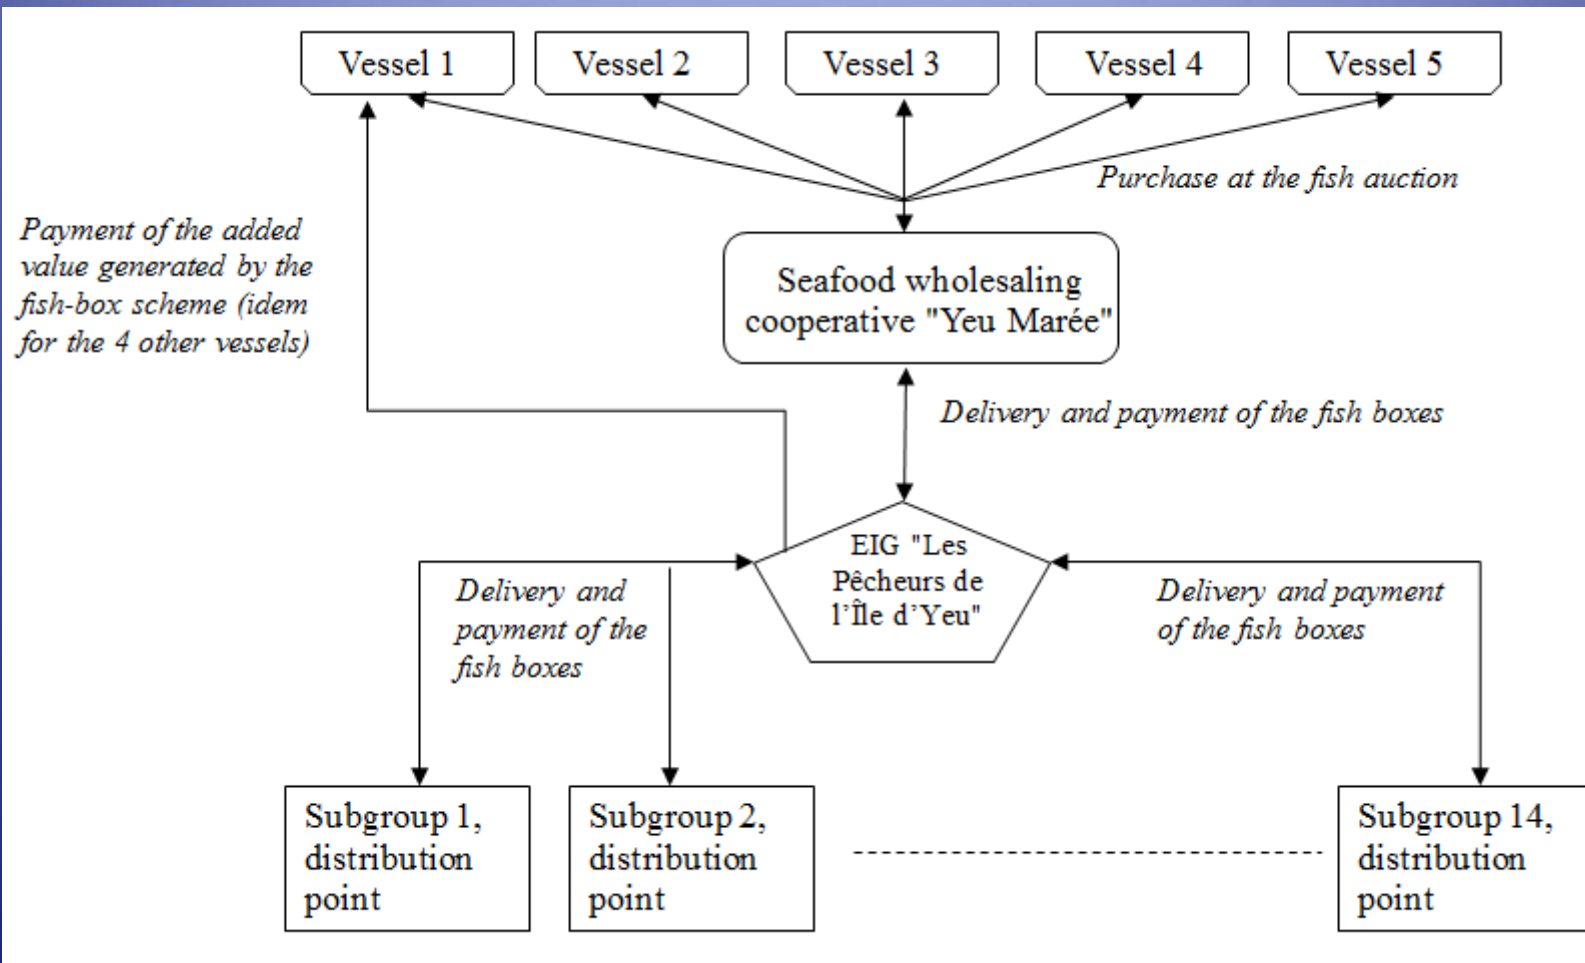 Vessel 1
Vessel 2
Vessel 3
Vessel 4
Vessel 5
Purchase at the fish auction
Payment of the added
value generated by the
fish-box scheme (idem
for the 4 other vessels)
Seafood wholesaling
cooperative "Yeu Marée"
Delivery and payment of the fish boxes
EIG "Les
Pêcheurs de
l'Île d'Yeu"
Delivery and
payment of the
fish boxes
Delivery and payment
of the fish boxes
Subgroup 1,
distribution
point
Subgroup 2,
distribution
point
Subgroup 14,
distribution
point